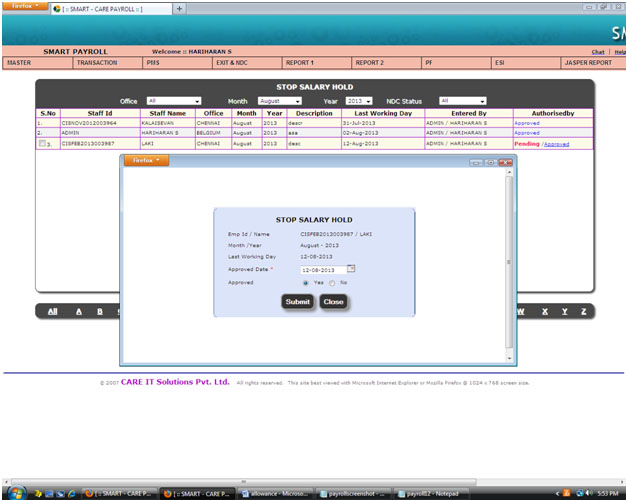 Firefox
[ :: SMART - CARE PAYROLL :: ]
+
SMART PAYROLL Welcome :: HARIHARAN S Chat | Help
MASTER TRANSACTION PMS EXIT & NDC REPORT 1 REPORT 2 PF ESI JASPER REPORT
STOP SALARY HOLD
Office All Month August Year 2013 NDC Status All
S.No Staff Id Staff Name Office Month Year Description Last Working Day Entered By Authorisedby
1. CISNOV2012003964 KALAISEVAN CHENNAI August 2013 descr 31-Jul-2013 ADMIN / HARIHARAN S Approved
2. ADMIN HARIHARAN S BELGIUM August 2013 asa 02-Aug-2013 ADMIN / HARIHARAN S Approved
3. CISFEB2013003987 LAKI CHENNAI August 2013 desc 12-Aug-2013 ADMIN / HARIHARAN S Pending /Approved
Firefox
STOP SALARY HOLD
Emp Id / Name CISFEB2013003987 / LAKI
Month /Year August - 2013
Last Working Day 12-08-2013
Approved Date * 12-08-2013
Approved Yes No
Submit Close
All A B W X Y Z
© 2007 CARE IT Solutions Pvt. Ltd. All rights reserved. This site best viewed with Microsoft Internet Explorer or Mozilla Firefox @ 1024 x 768 screen size.
[ :: SMART - CARE P... [ :: SMART - CARE P... allowance - Microso... payrollscreenshot - ... payroll12 - Notepad 5:53 PM